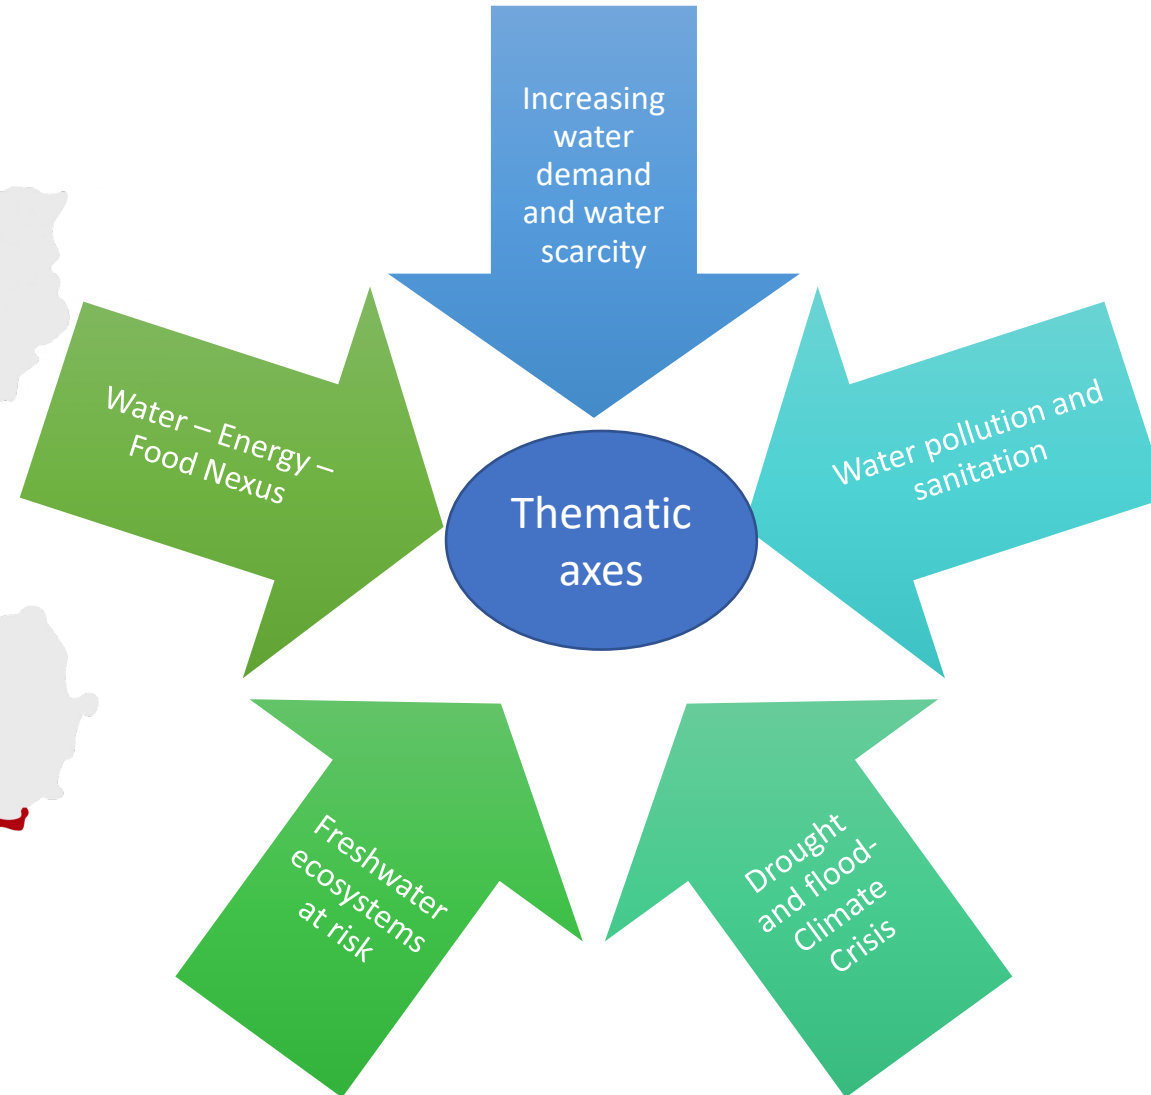 Increasing
water
demand
and water
scarcity
Water – Energy –
Food Nexus
Water pollution and
sanitation
Thematic
axes
Freshwater
ecosystems
at risk
Drought
and flood-
Climate
Crisis